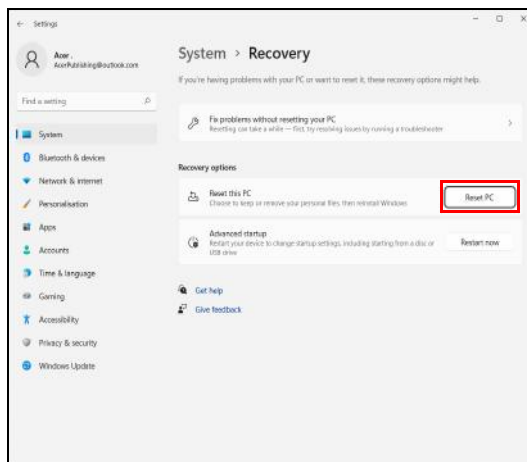 Settings
Acer .
AcerPublishing@outlook.com
Find a setting
System
Bluetooth & devices
Network & internet
Personalisation
Apps
Accounts
Time & language
Gaming
Accessibility
Privacy & security
Windows Update
System > Recovery
If you're having problems with your PC or want to reset it, these recovery options might help.
Fix problems without resetting your PC
Resetting can take a while — first, try resolving issues by running a troubleshooter
Recovery options
Reset this PC
Choose to keep or remove your personal files, then reinstall Windows
Reset PC
Advanced startup
Restart your device to change startup settings, including starting from a disc or
USB drive
Restart now
Get help
Give feedback